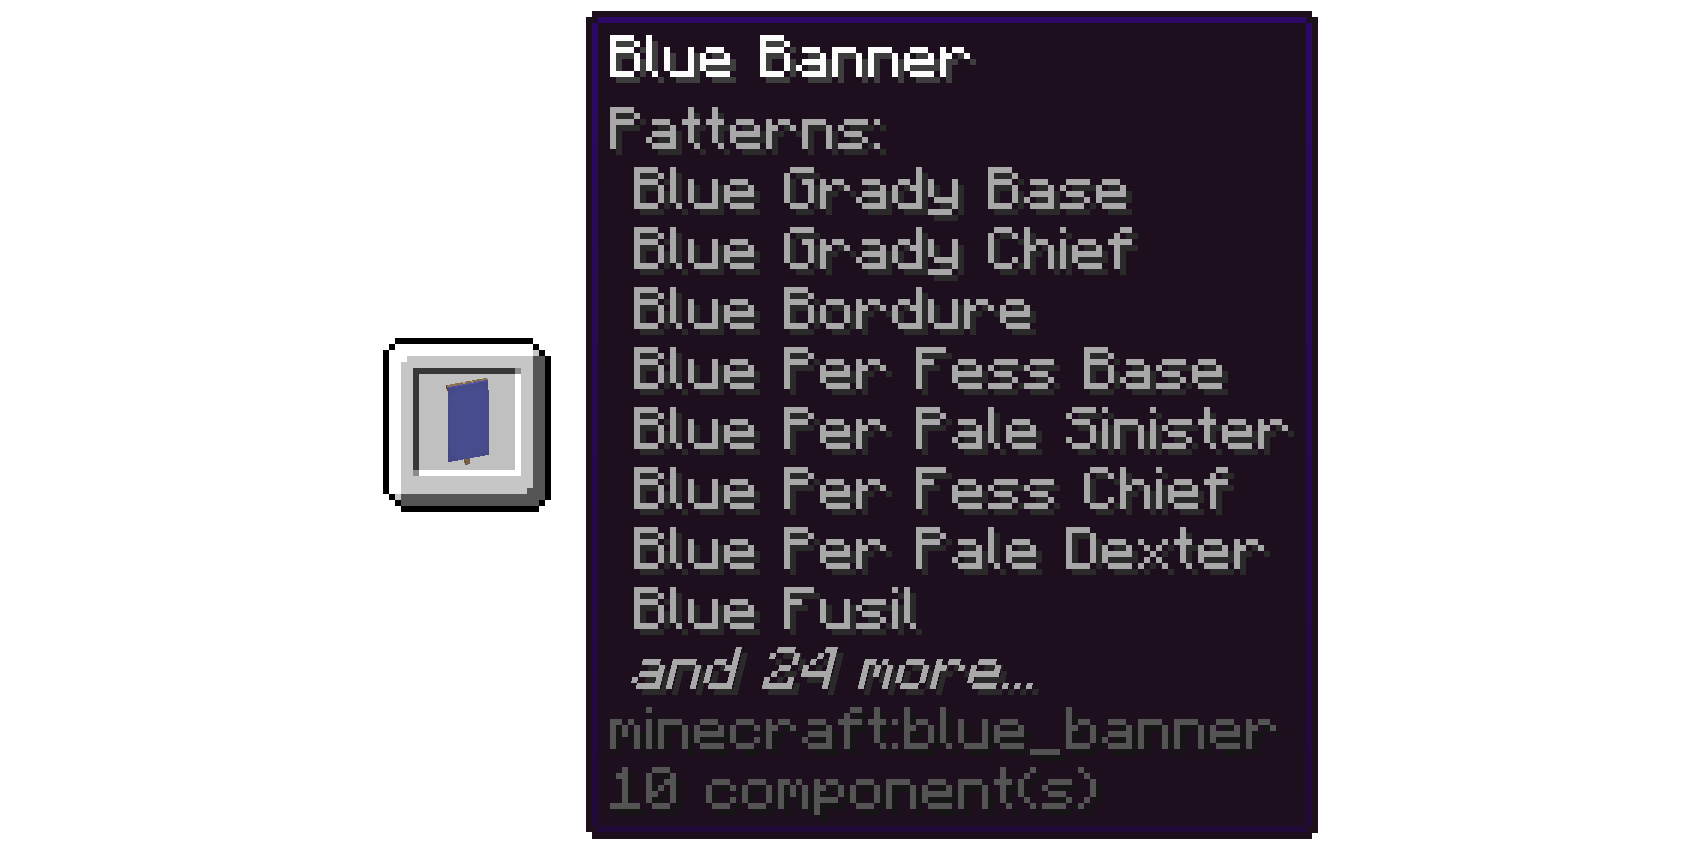 Blue Banner
Patterns:
Blue Grady Base
Blue Grady Chief
Blue Bordure
Blue Per Fess Base
Blue Per Pale Sinister
Blue Per Fess Chief
Blue Per Pale Dexter
Blue Fusil
and 24 more...
minecraft:blue_banner
10 component(s)